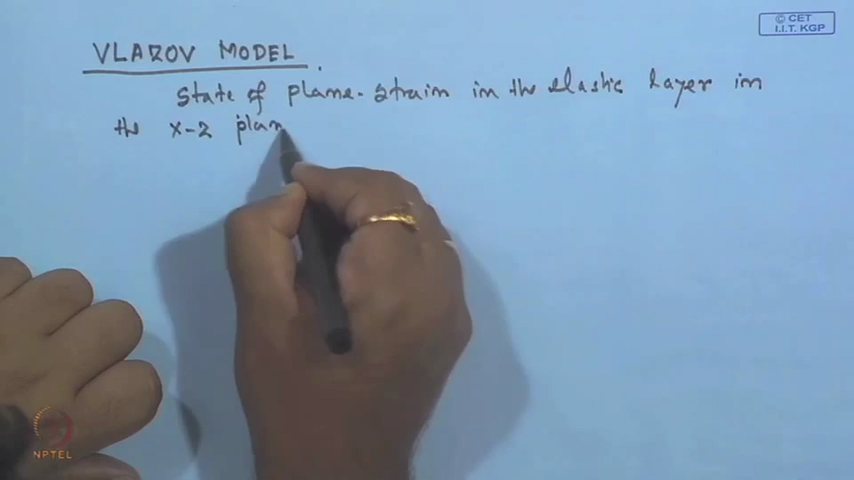 © CET
I.I.T. KGP
VLAZOV MODEL
State of plane-strain in the elastic layer in
the x-z plan
NPTEL